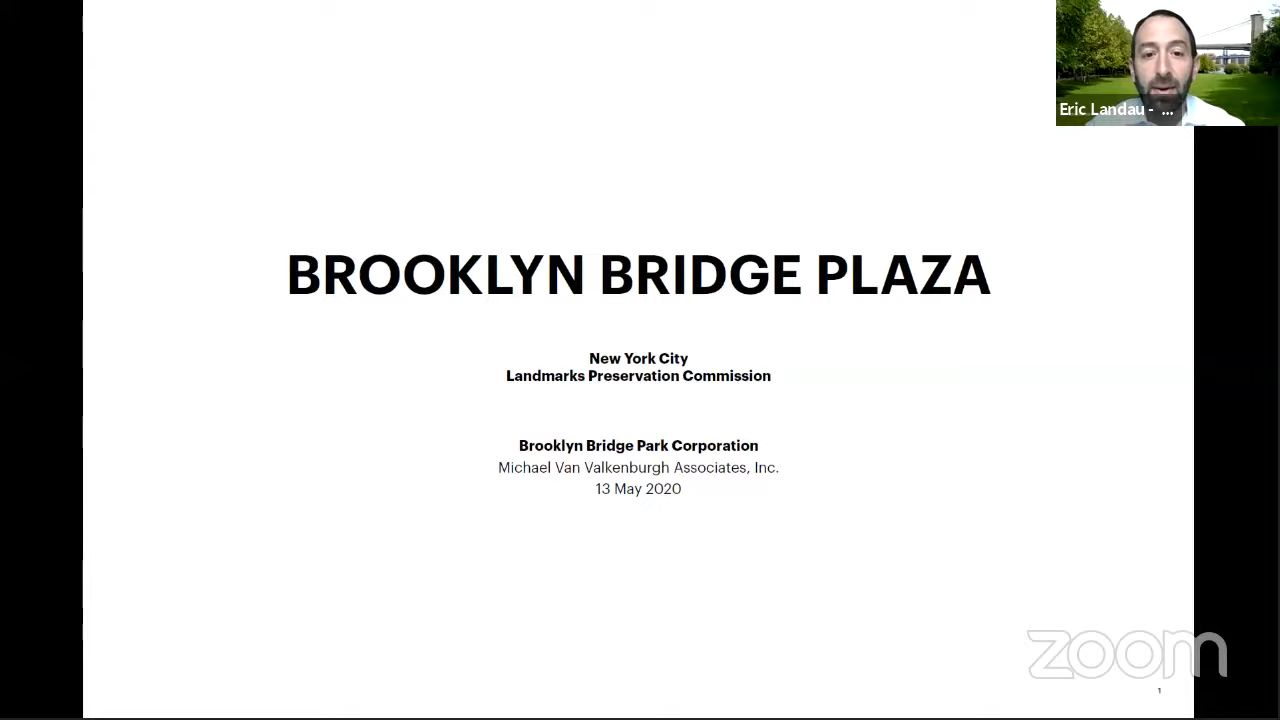 Eric Landau - ...
BROOKLYN BRIDGE PLAZA
New York City
Landmarks Preservation Commission
Brooklyn Bridge Park Corporation
Michael Van Valkenburgh Associates, Inc.
13 May 2020
zoom
1